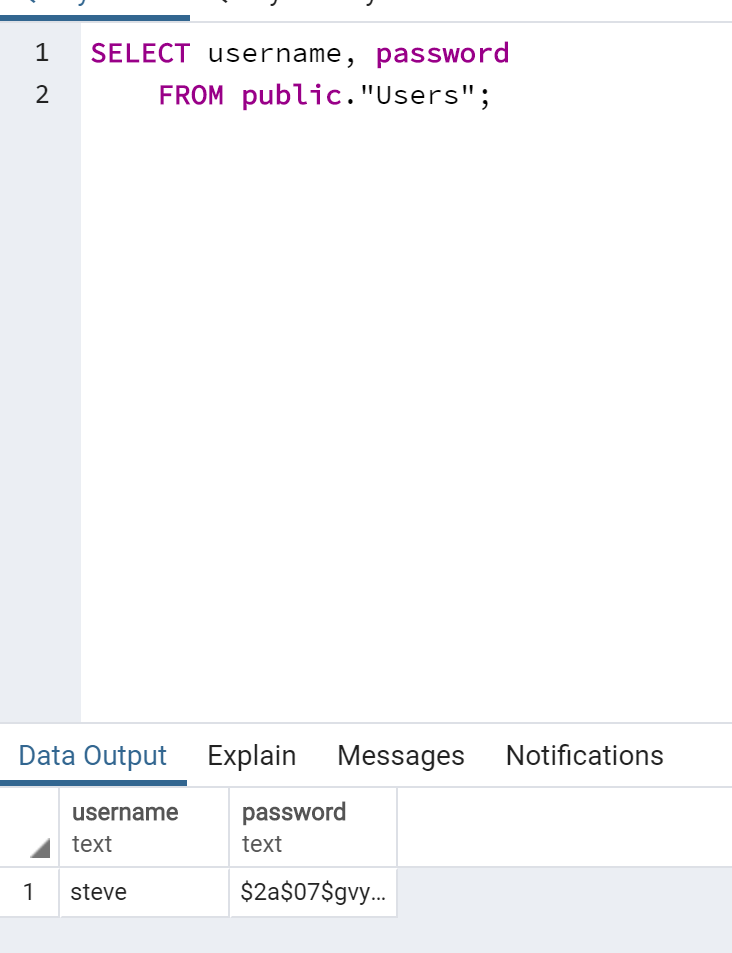 1 SELECT username, password
2 FROM public."Users";
Data Output Explain Messages Notifications
username password
text text
1 steve $2a$07$gvy...